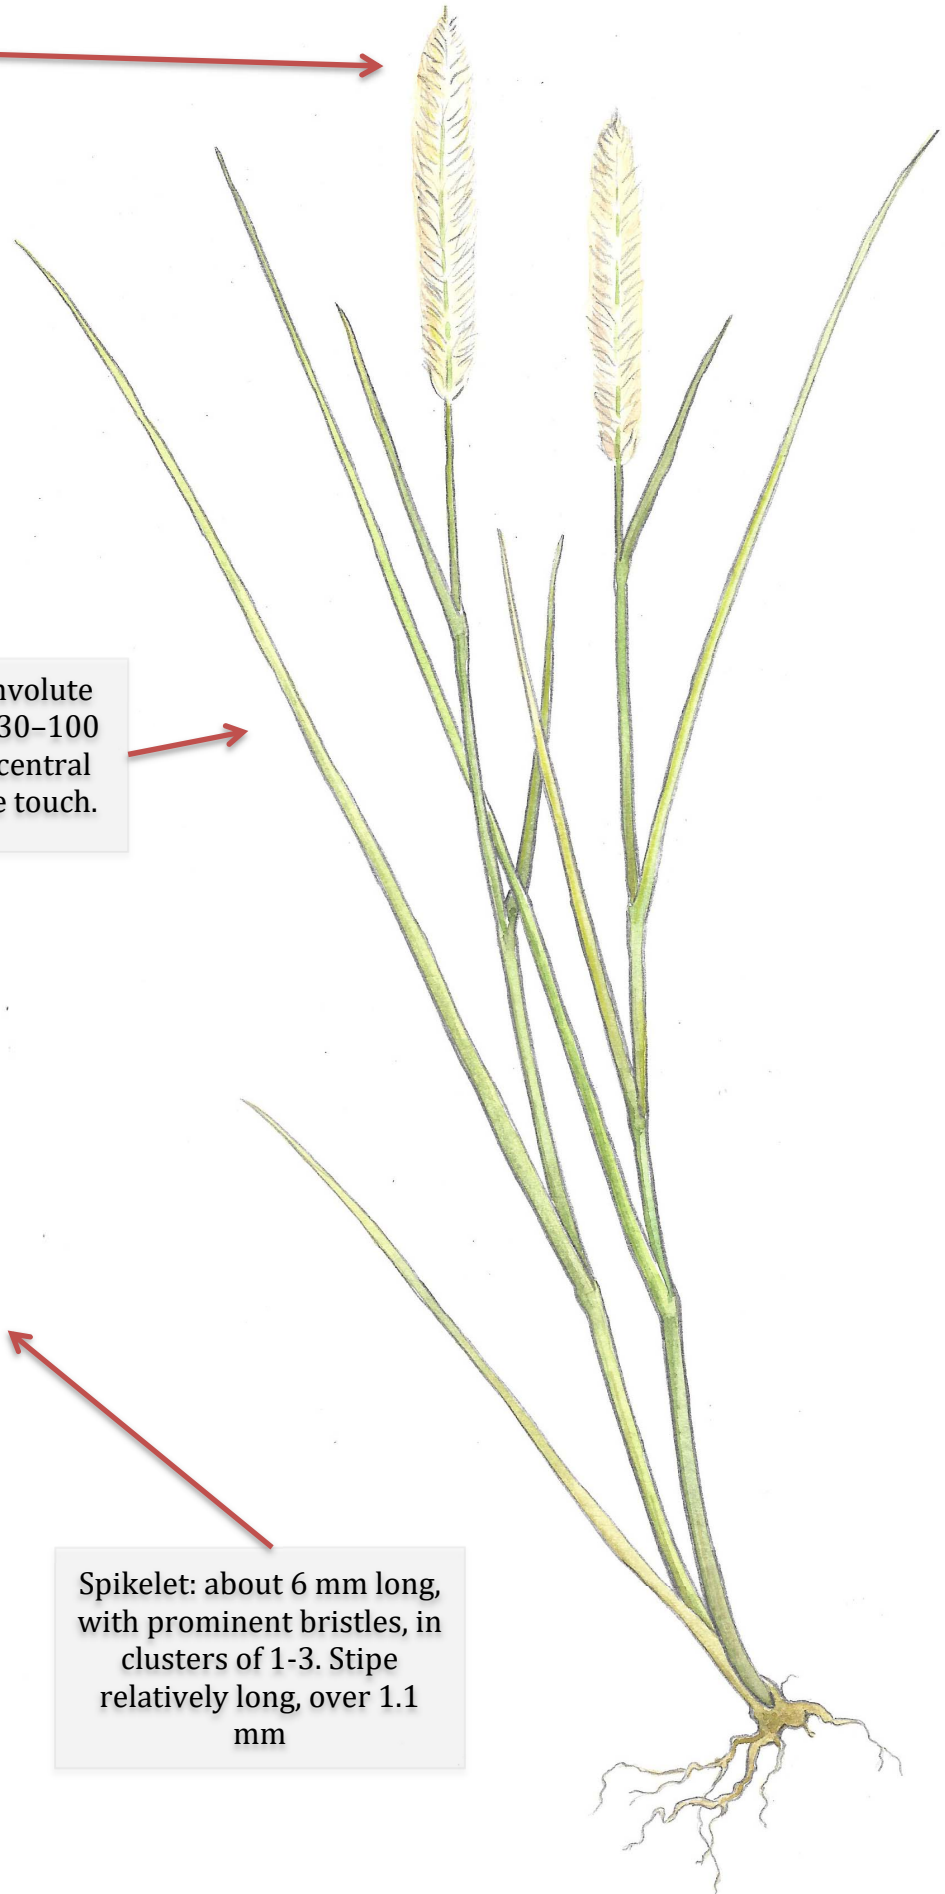 30–100
central
touch.
Spikelet: about 6 mm long,
with prominent bristles, in
clusters of 1-3. Stipe
relatively long, over 1.1
mm